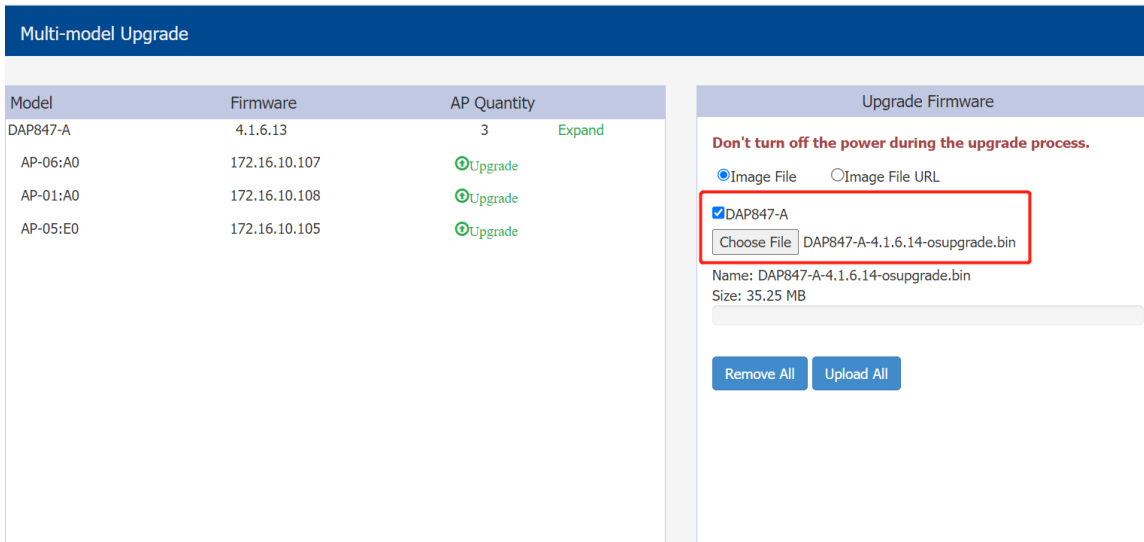 Multi-model Upgrade
Model Firmware AP Quantity
DAP847-A 4.1.6.13 3 Expand
AP-06:A0 172.16.10.107 Upgrade
AP-01:A0 172.16.10.108 Upgrade
AP-05:E0 172.16.10.105 Upgrade
Upgrade Firmware
Don't turn off the power during the upgrade process.
Image File Image File URL
DAP847-A
Choose File DAP847-A-4.1.6.14-osupgrade.bin
Name: DAP847-A-4.1.6.14-osupgrade.bin
Size: 35.25 MB
Remove All Upload All